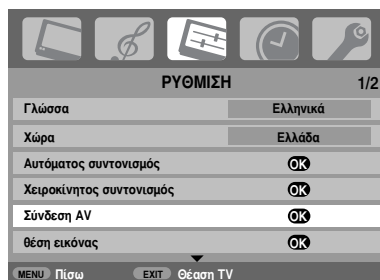 ΡΥΘΜΙΣΗ 1/2
Γλώσσα Ελληνικά
Χώρα Ελλάδα
Αυτόματος συντονισμός OK
Χειροκίνητος συντονισμός OK
Σύνδεση AV OK
θέση εικόνας OK
MENU Πίσω EXIT Θέαση TV